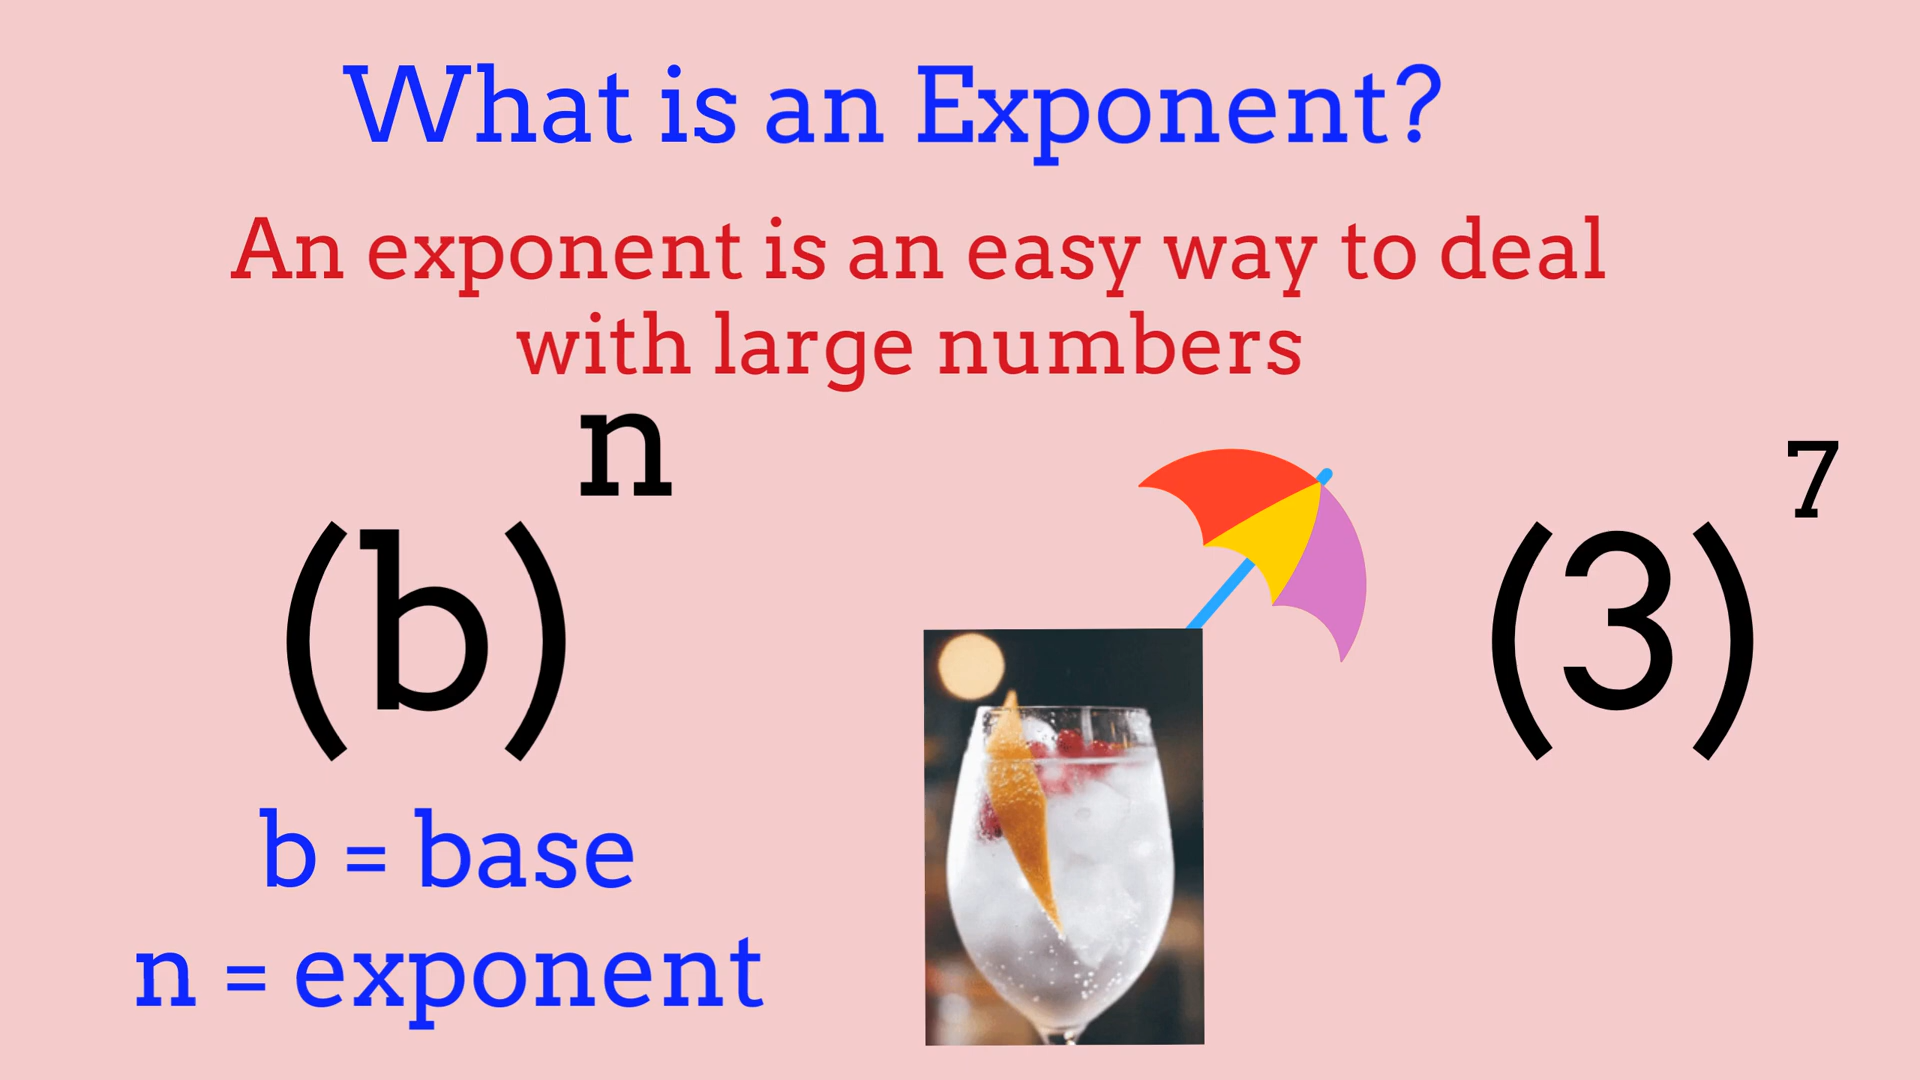 What is an Exponent?
An exponent is an easy way to deal
with large numbers
(b)^n
(3)^7
b = base
n = exponent